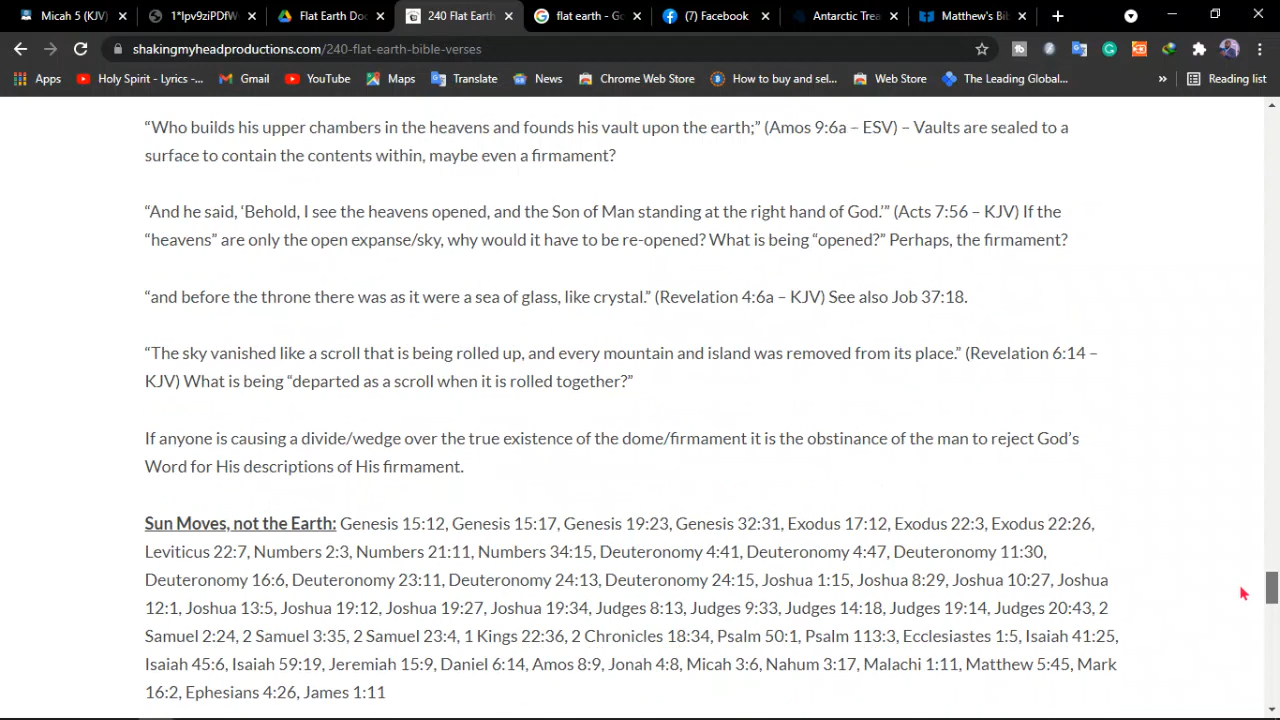 Micah 5 (KJV)
1*Ipv9ziPDfW
Flat Earth Doc
240 Flat Earth
flat earth - Go
(7) Facebook
Antarctic Trea
Matthew's Bib
shakingmyheadproductions.com/240-flat-earth-bible-verses
Apps
Holy Spirit - Lyrics -...
Gmail
YouTube
Maps
Translate
News
Chrome Web Store
How to buy and sel...
Web Store
The Leading Global...
»
Reading list
“Who builds his upper chambers in the heavens and founds his vault upon the earth;” (Amos 9:6a – ESV) – Vaults are sealed to a
surface to contain the contents within, maybe even a firmament?
“And he said, ‘Behold, I see the heavens opened, and the Son of Man standing at the right hand of God.’” (Acts 7:56 – KJV) If the
“heavens” are only the open expanse/sky, why would it have to be re-opened? What is being “opened?” Perhaps, the firmament?
“and before the throne there was as it were a sea of glass, like crystal.” (Revelation 4:6a – KJV) See also Job 37:18.
“The sky vanished like a scroll that is being rolled up, and every mountain and island was removed from its place.” (Revelation 6:14 –
KJV) What is being “departed as a scroll when it is rolled together?”
If anyone is causing a divide/wedge over the true existence of the dome/firmament it is the obstinance of the man to reject God’s
Word for His descriptions of His firmament.
Sun Moves, not the Earth: Genesis 15:12, Genesis 15:17, Genesis 19:23, Genesis 32:31, Exodus 17:12, Exodus 22:3, Exodus 22:26,
Leviticus 22:7, Numbers 2:3, Numbers 21:11, Numbers 34:15, Deuteronomy 4:41, Deuteronomy 4:47, Deuteronomy 11:30,
Deuteronomy 16:6, Deuteronomy 23:11, Deuteronomy 24:13, Deuteronomy 24:15, Joshua 1:15, Joshua 8:29, Joshua 10:27, Joshua
12:1, Joshua 13:5, Joshua 19:12, Joshua 19:27, Joshua 19:34, Judges 8:13, Judges 9:33, Judges 14:18, Judges 19:14, Judges 20:43, 2
Samuel 2:24, 2 Samuel 3:35, 2 Samuel 23:4, 1 Kings 22:36, 2 Chronicles 18:34, Psalm 50:1, Psalm 113:3, Ecclesiastes 1:5, Isaiah 41:25,
Isaiah 45:6, Isaiah 59:19, Jeremiah 15:9, Daniel 6:14, Amos 8:9, Jonah 4:8, Micah 3:6, Nahum 3:17, Malachi 1:11, Matthew 5:45, Mark
16:2, Ephesians 4:26, James 1:11